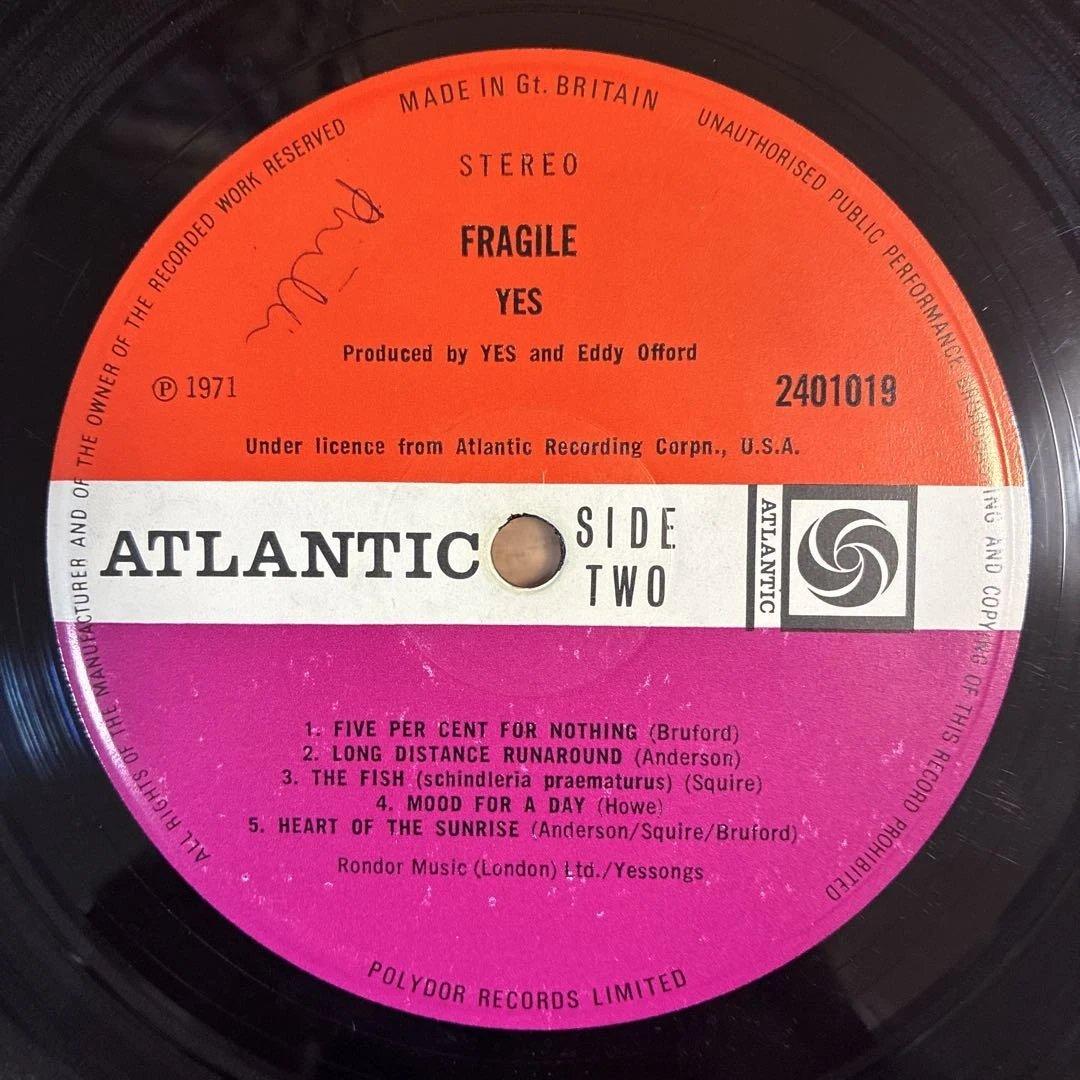 MADE IN Gt. BRITAIN
ALL RIGHTS OF THE MANUFACTURER AND OF THE OWNER OF THE RECORDED WORK RESERVED
UNAUTHORISED PUBLIC PERFORMANCE BROADCASTING AND COPYING OF THIS RECORD PROHIBITED
STEREO
FRAGILE
YES
Produced by YES and Eddy Offord
℗ 1971
2401019
Under licence from Atlantic Recording Corpn., U.S.A.
ATLANTIC
SIDE
TWO
ATLANTIC
1. FIVE PER CENT FOR NOTHING (Bruford)
2. LONG DISTANCE RUNAROUND (Anderson)
3. THE FISH (schindleria praematurus) (Squire)
4. MOOD FOR A DAY (Howe)
5. HEART OF THE SUNRISE (Anderson/Squire/Bruford)
Rondor Music (London) Ltd./Yessongs
POLYDOR RECORDS LIMITED